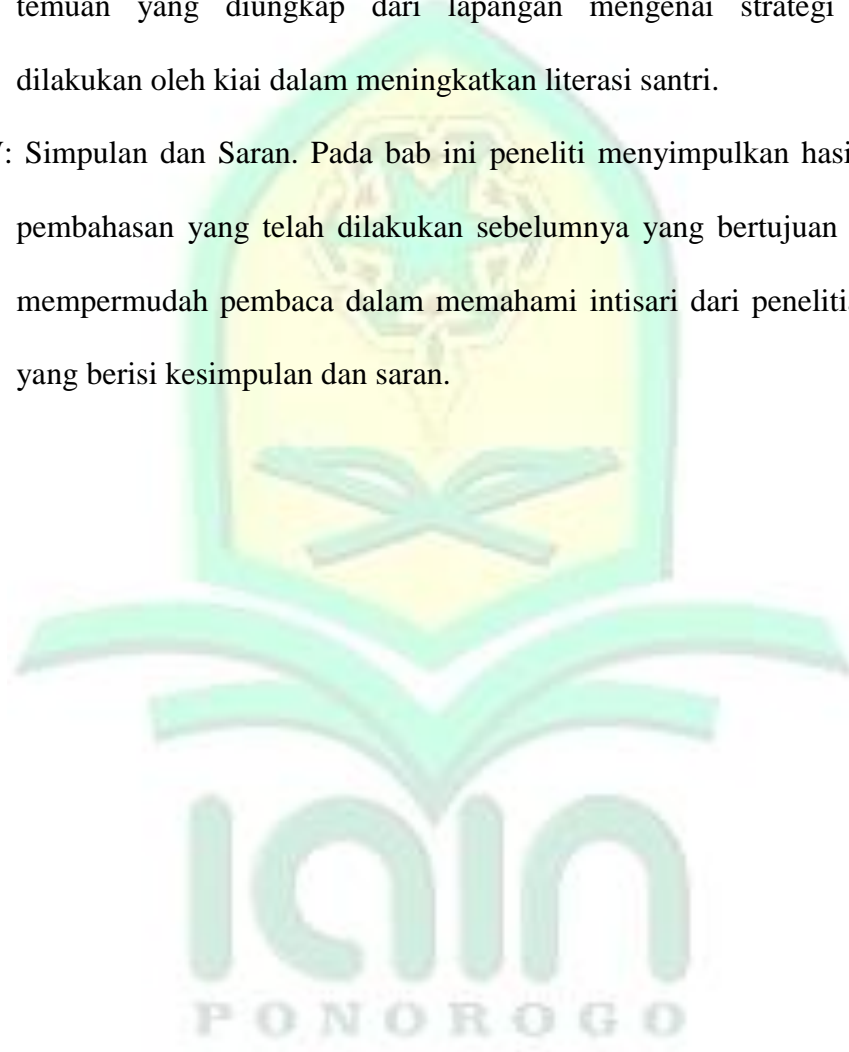 temuan yang diungkap dari lapangan mengenai strategi
dilakukan oleh kiai dalam meningkatkan literasi santri.
: Simpulan dan Saran. Pada bab ini peneliti menyimpulkan hasi
pembahasan yang telah dilakukan sebelumnya yang bertujuan
mempermudah pembaca dalam memahami intisari dari peneliti
yang berisi kesimpulan dan saran.
iain
PONOROGO